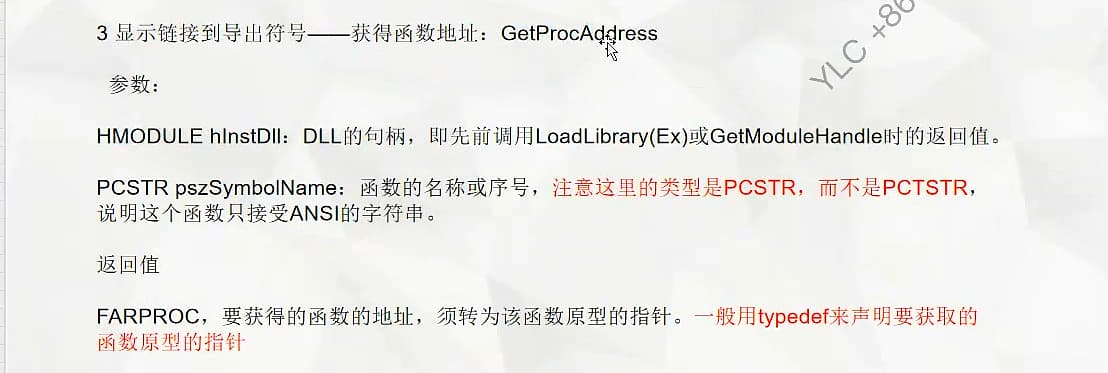 3 显示链接到导出符号——获得函数地址：GetProcAddress
参数：
HMODULE hInstDll：DLL的句柄，即先前调用LoadLibrary(Ex)或GetModuleHandle时的返回值。
PCSTR pszSymbolName：函数的名称或序号，注意这里的类型是PCSTR，而不是PCTSTR，
说明这个函数只接受ANSI的字符串。
返回值
FARPROC，要获得的函数的地址，须转为该函数原型的指针。一般用typedef来声明要获取的
函数原型的指针
YLC +86